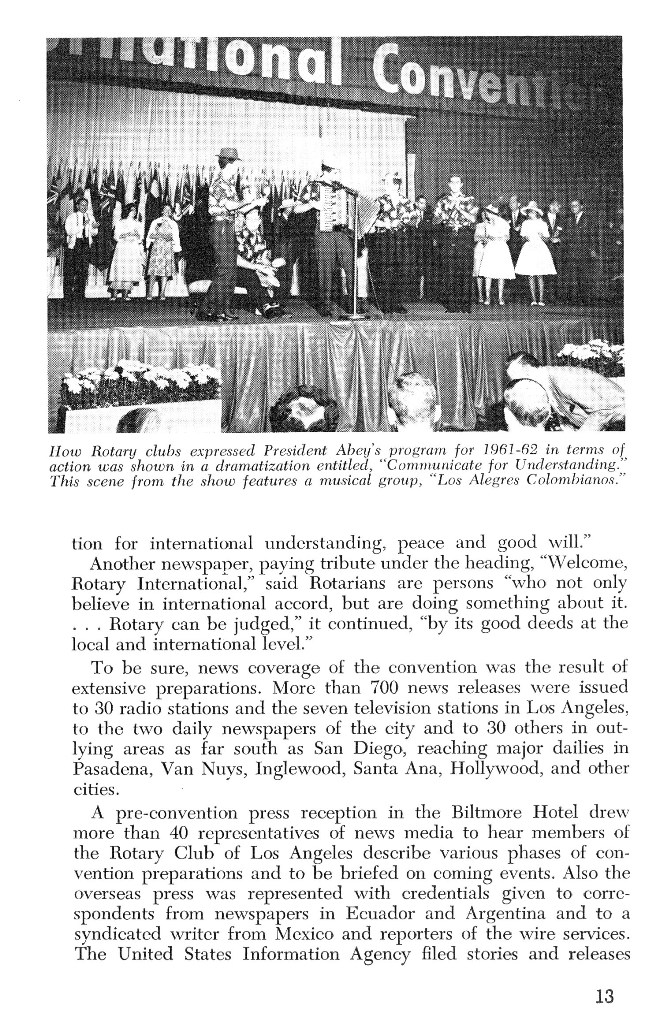 rnational Convention
How Rotary clubs expressed President Abey's program for 1961-62 in terms of
action was shown in a dramatization entitled, "Communicate for Understanding."
This scene from the show features a musical group, "Los Alegres Colombianos."
tion for international understanding, peace and good will."
Another newspaper, paying tribute under the heading, "Welcome,
Rotary International," said Rotarians are persons "who not only
believe in international accord, but are doing something about it.
. . . Rotary can be judged," it continued, "by its good deeds at the
local and international level."
To be sure, news coverage of the convention was the result of
extensive preparations. More than 700 news releases were issued
to 30 radio stations and the seven television stations in Los Angeles,
to the two daily newspapers of the city and to 30 others in out-
lying areas as far south as San Diego, reaching major dailies in
Pasadena, Van Nuys, Inglewood, Santa Ana, Hollywood, and other
cities.
A pre-convention press reception in the Biltmore Hotel drew
more than 40 representatives of news media to hear members of
the Rotary Club of Los Angeles describe various phases of con-
vention preparations and to be briefed on coming events. Also the
overseas press was represented with credentials given to corre-
spondents from newspapers in Ecuador and Argentina and to a
syndicated writer from Mexico and reporters of the wire services.
The United States Information Agency filed stories and releases
13